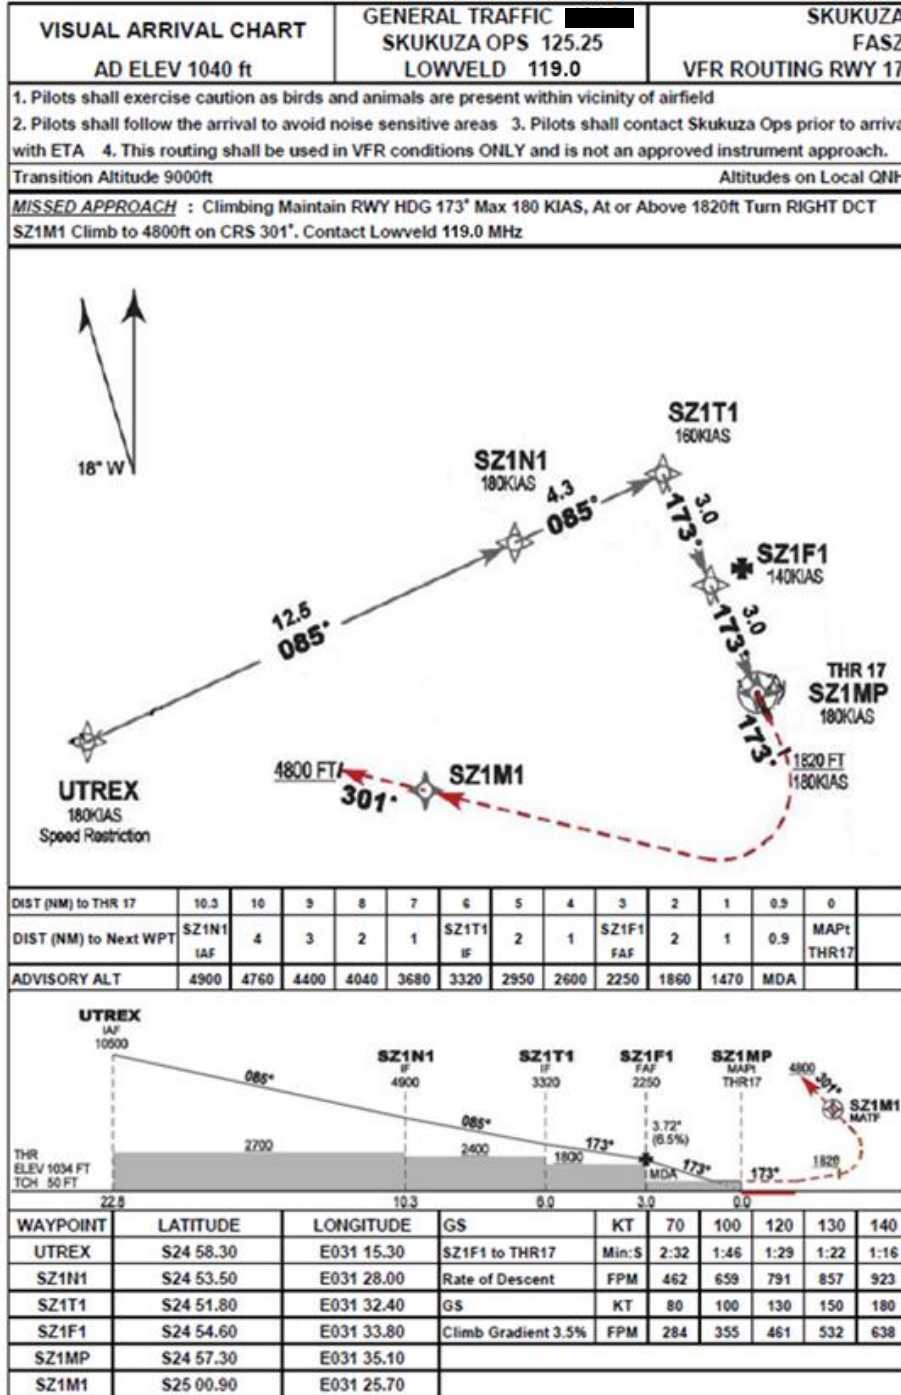 VISUAL ARRIVAL CHART
AD ELEV 1040 ft
GENERAL TRAFFIC
SKUKUZA OPS 125.25
LOWVELD 119.0
SKUKUZA
FASZ
VFR ROUTING RWY 17
1. Pilots shall exercise caution as birds and animals are present within vicinity of airfield
2. Pilots shall follow the arrival to avoid noise sensitive areas 3. Pilots shall contact Skukuza Ops prior to arriva
with ETA 4. This routing shall be used in VFR conditions ONLY and is not an approved instrument approach.
Transition Altitude 9000ft Altitudes on Local QNH
MISSED APPROACH : Climbing Maintain RWY HDG 173° Max 180 KIAS, At or Above 1820ft Turn RIGHT DCT
SZ1M1 Climb to 4800ft on CRS 301°. Contact Lowveld 119.0 MHz
18° W
SZ1T1
160KIAS
SZ1N1
180KIAS
4.3
085°
3.0
173°
SZ1F1
140KIAS
12.5
085°
3.0
173°
THR 17
SZ1MP
180KIAS
173°
1820 FT
180KIAS
4800 FT
301°
SZ1M1
UTREX
180KIAS
Speed Restriction
DIST (NM) to THR 17 10.3 10 9 8 7 6 5 4 3 2 1 0.9 0
DIST (NM) to Next WPT SZ1N1 IAF 4 3 2 1 SZ1T1 IF 2 1 SZ1F1 FAF 2 1 0.9 MAPt THR17
ADVISORY ALT 4900 4760 4400 4040 3680 3320 2950 2600 2250 1860 1470 MDA
UTREX
IAF
10500
SZ1N1
IF
4900
SZ1T1
IF
3320
SZ1F1
FAF
2250
SZ1MP
MAPt
THR17
4800
301°
SZ1M1
MATF
085°
085°
173°
3.72°
(6.5%)
2700
2400
1800
MDA
173°
173°
1820
THR
ELEV 1034 FT
TCH 50 FT
22.8 10.3 6.0 3.0 0.0
WAYPOINT LATITUDE LONGITUDE GS KT 70 100 120 130 140
UTREX S24 58.30 E031 15.30 SZ1F1 to THR17 Min:S 2:32 1:46 1:29 1:22 1:16
SZ1N1 S24 53.50 E031 28.00 Rate of Descent FPM 462 659 791 857 923
SZ1T1 S24 51.80 E031 32.40 GS KT 80 100 130 150 180
SZ1F1 S24 54.60 E031 33.80 Climb Gradient 3.5% FPM 284 355 461 532 638
SZ1MP S24 57.30 E031 35.10
SZ1M1 S25 00.90 E031 25.70